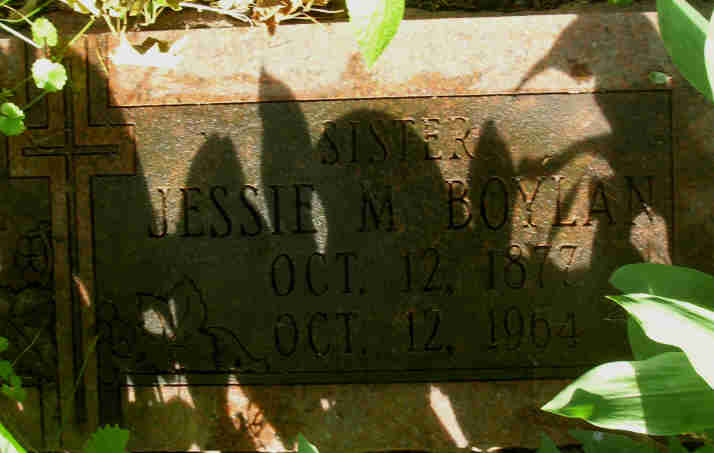 SISTER
JESSIE M BOYLAN
OCT. 12, 1877
OCT. 12, 1964